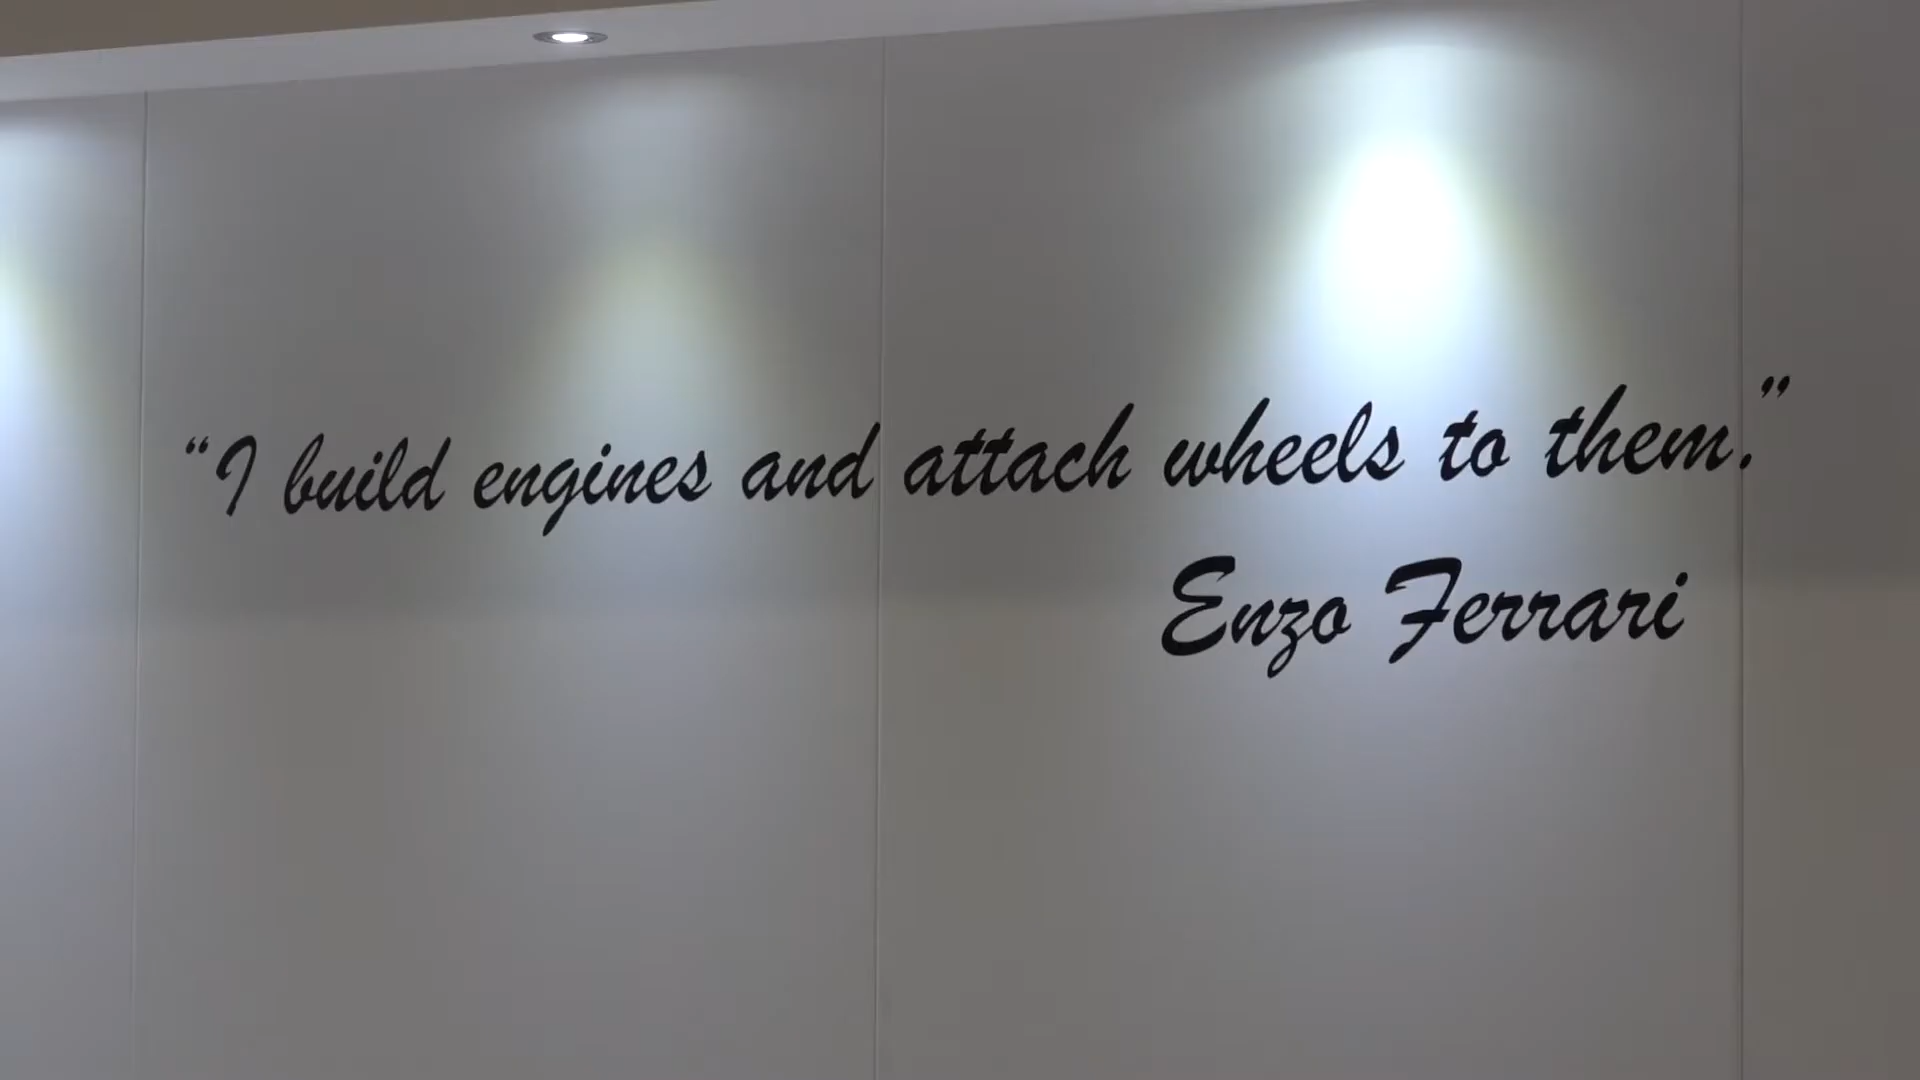 “I build engines and attach wheels to them.”
Enzo Ferrari